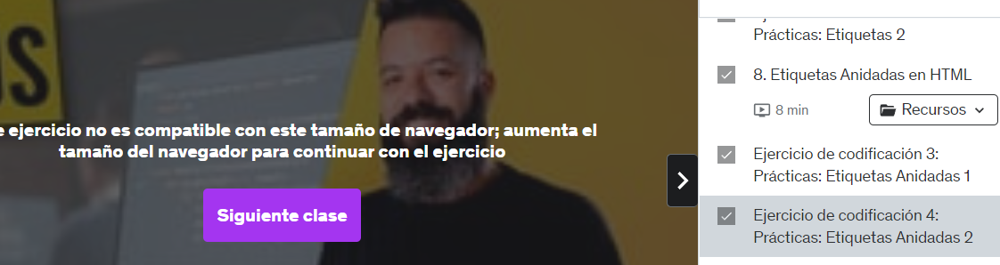 OS
ejercicio no es compatible con este tamaño de navegador; aumenta el
tamaño del navegador para continuar con el ejercicio
Siguiente clase
Prácticas: Etiquetas 2
8. Etiquetas Anidadas en HTML
8 min
Recursos
Ejercicio de codificación 3:
Prácticas: Etiquetas Anidadas 1
Ejercicio de codificación 4:
Prácticas: Etiquetas Anidadas 2